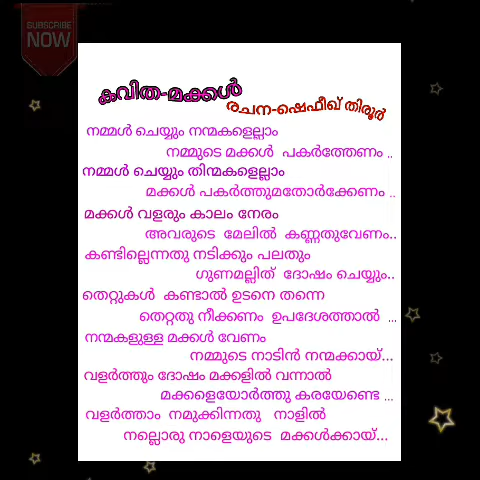 SUBSCRIBE
NOW
കവിത-മക്കൾ
രചന-ഷെഫീഖ് തിരൂർ
നമ്മൾ ചെയ്യും നന്മകളെല്ലാം
നമ്മുടെ മക്കൾ പകർത്തേണം ..
നമ്മൾ ചെയ്യും തിന്മകളെല്ലാം
മക്കൾ പകർത്തുമതോർക്കേണം ..
മക്കൾ വളരും കാലം നേരം
അവരുടെ മേലിൽ കണ്ണതുവേണം..
കണ്ടില്ലെന്നതു നടിക്കും പലതും
ഗുണമല്ലിത് ദോഷം ചെയ്യും..
തെറ്റുകൾ കണ്ടാൽ ഉടനെ തന്നെ
തെറ്റതു നീക്കണം ഉപദേശത്താൽ ...
നന്മകളുള്ള മക്കൾ വേണം
നമ്മുടെ നാടിൻ നന്മക്കായ്...
വളർത്തും ദോഷം മക്കളിൽ വന്നാൽ
മക്കളെയോർത്തു കരയേണ്ടെ ...
വളർത്താം നമുക്കിന്നതു നാളിൽ
നല്ലൊരു നാളെയുടെ മക്കൾക്കായ്...